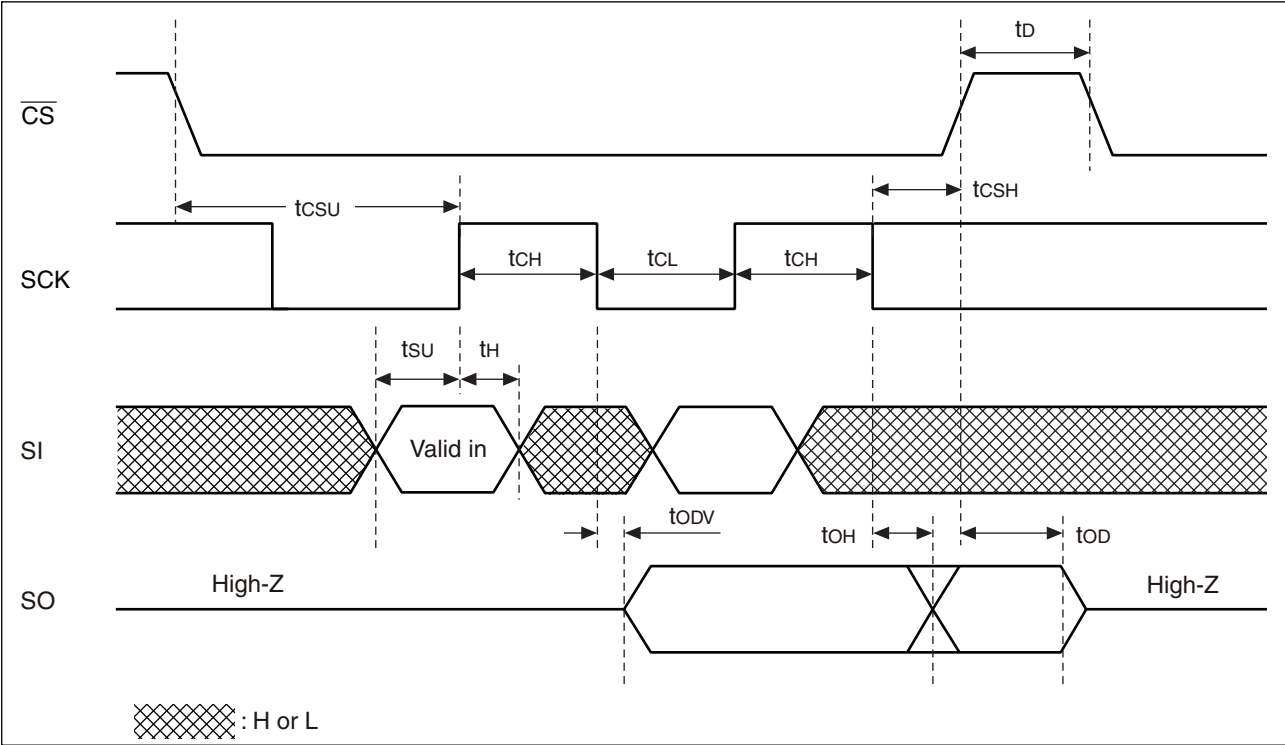 tD
CS
tCSH
tCSU
SCK
tCH
tCL
tCH
tSU
tH
SI
Valid in
tODV
tOH
tOD
SO
High-Z
High-Z
: H or L